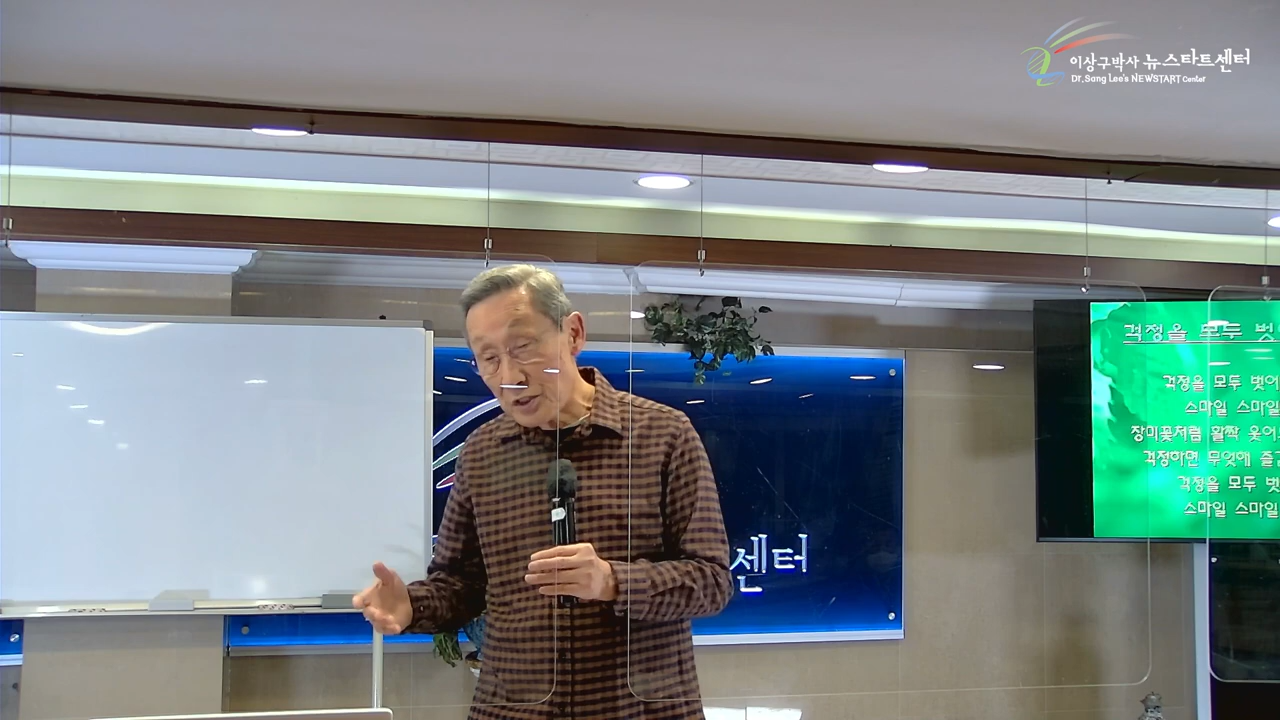 이상구박사 뉴스타트센터
Dr. Sang Lee's NEWSTART Center
걱정을 모두 벗
걱정을 모두 벗어
스마일 스마일
장미꽃처럼 활짝 웃어
걱정하면 무엇해 즐
걱정을 모두 벗
스마일 스마일
센터